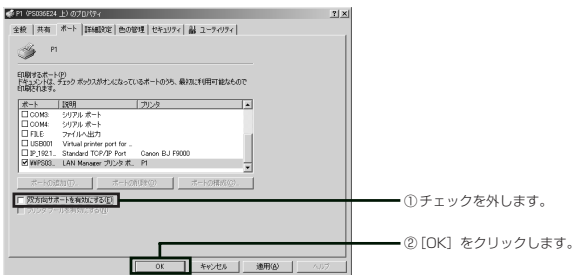 P1 (PS036E24 上) のプロパティ
全般 共有 ポート 詳細設定 色の管理 セキュリティ ユーティリティ
P1
印刷するポート(P)
ドキュメントは、チェック ボックスがオンになっているポートのうち、最初に利用可能なもので
印刷されます。
ポート 説明 プリンタ
COM3: シリアル ポート
COM4: シリアル ポート
FILE: ファイルへ出力
USB001 Virtual printer port for ..
IP_192.1... Standard TCP/IP Port Canon BJ F9000
LAN Manager プリンタ ポ... P1
ポートの追加(T)... ポートの削除(D) ポートの構成(C)...
双方向サポートを有効にする(E)
① チェックを外します。
プリンタ プールを有効にする(N)
② [OK] をクリックします。
OK キャンセル 適用(A) ヘルプ